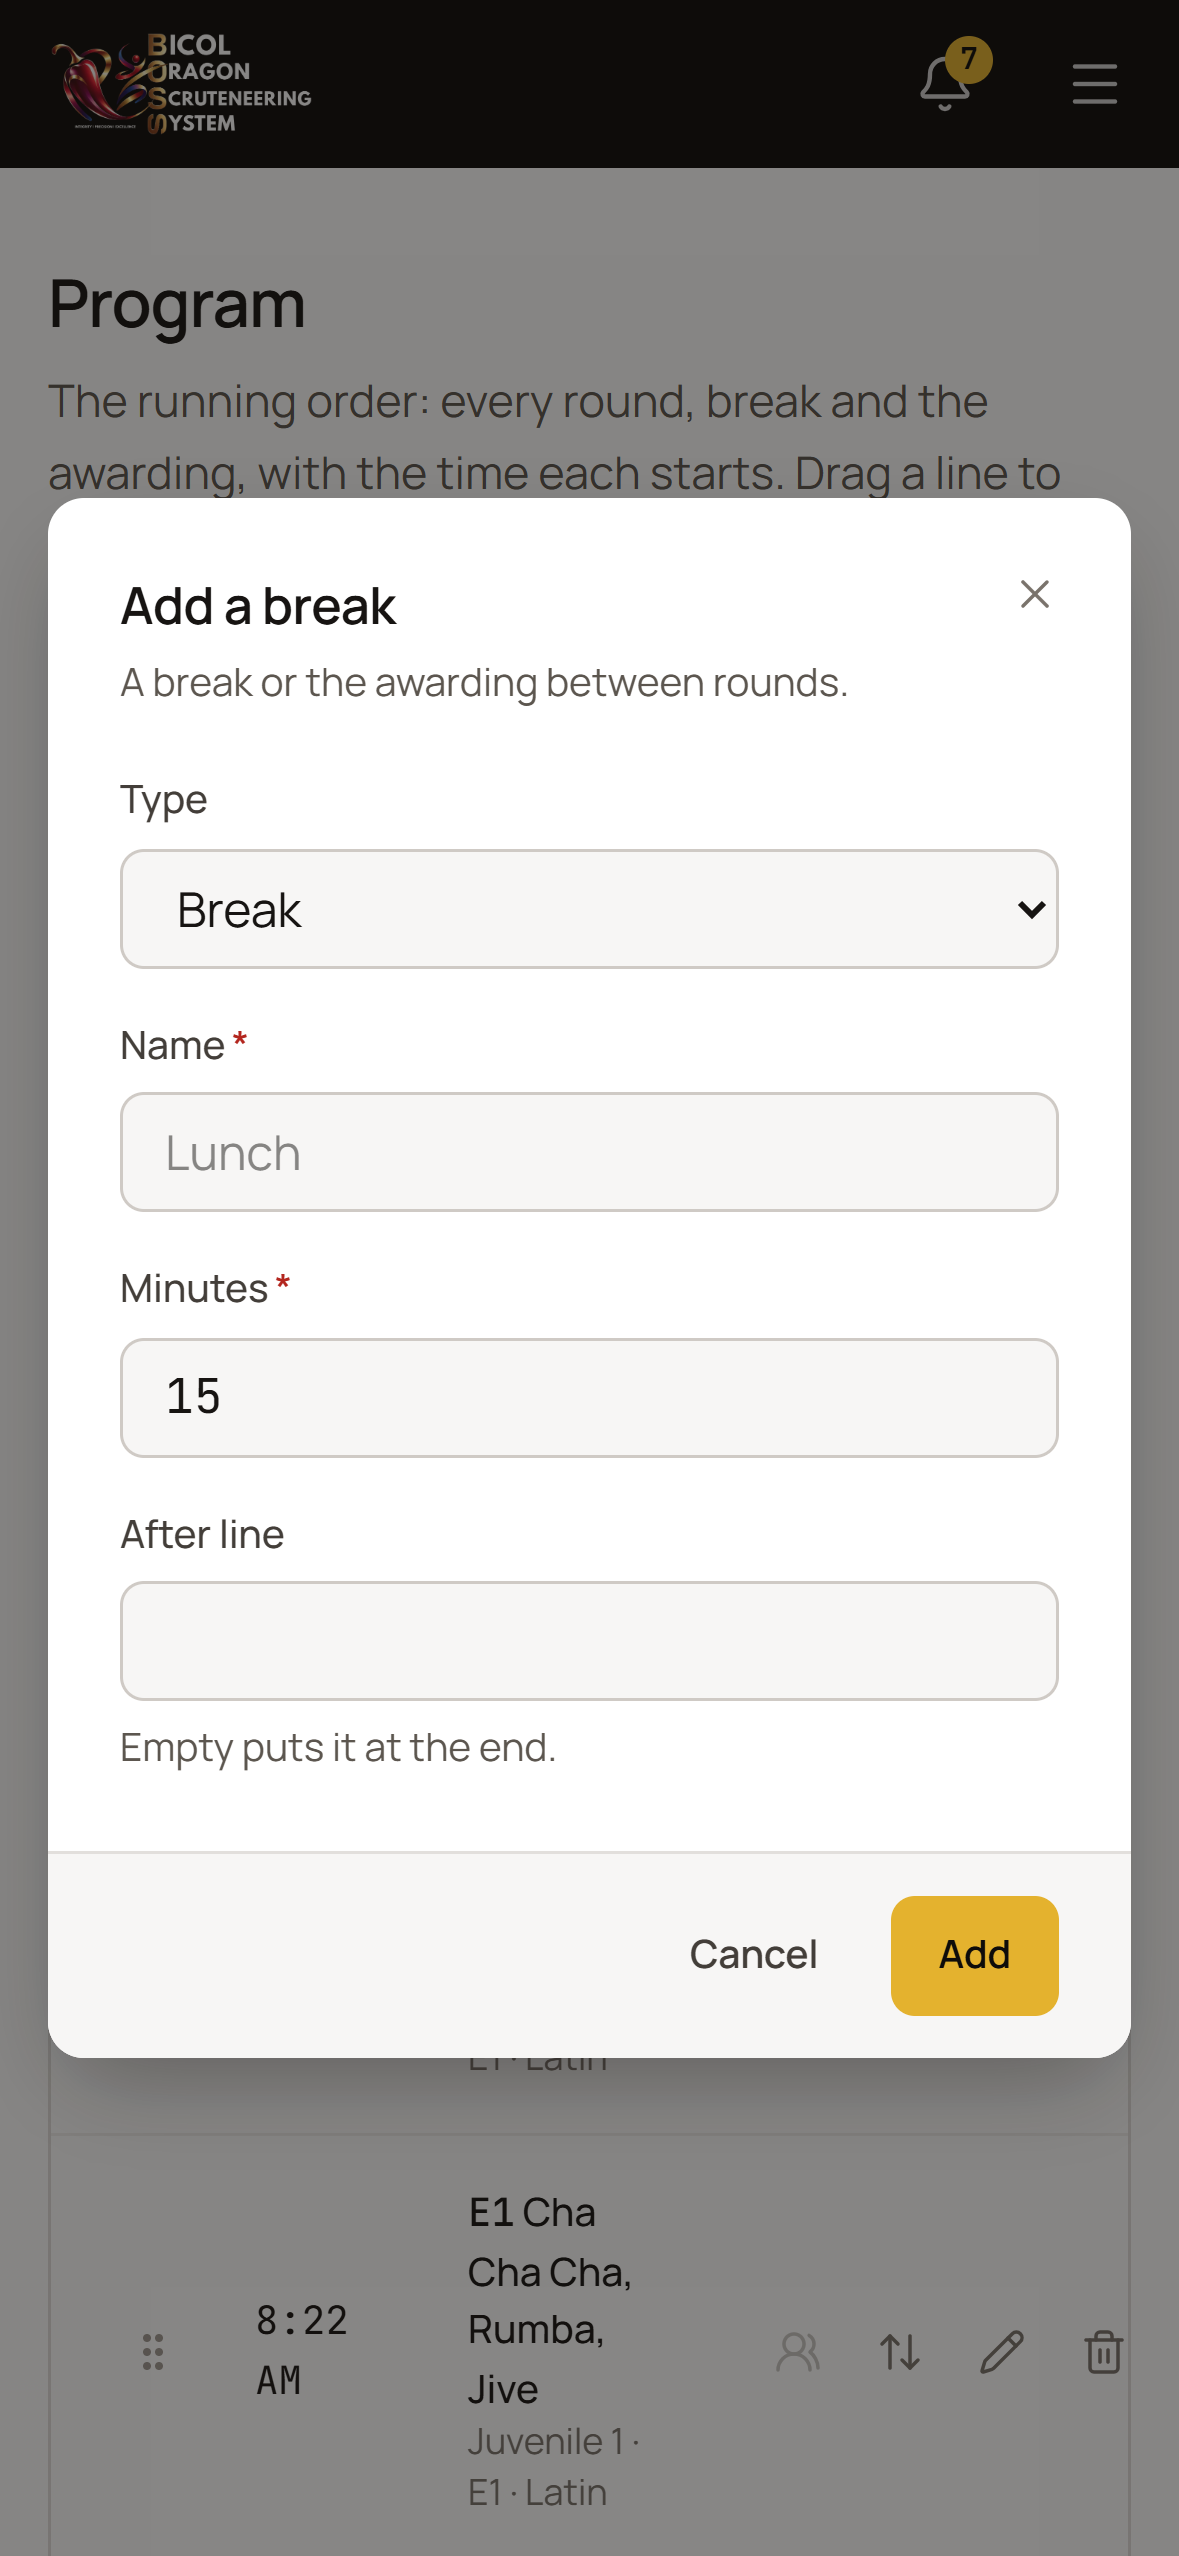 BICOL
DRAGON
SCRUTENEERING
SYSTEM
7
Program
The running order: every round, break and the
awarding, with the time each starts. Drag a line to
Add a break
A break or the awarding between rounds.
Type
Break
Name *
Lunch
Minutes *
15
After line
Empty puts it at the end.
Cancel
Add
E1 · Latin
8:22
AM
E1 Cha
Cha Cha,
Rumba,
Jive
Juvenile 1 ·
E1 · Latin